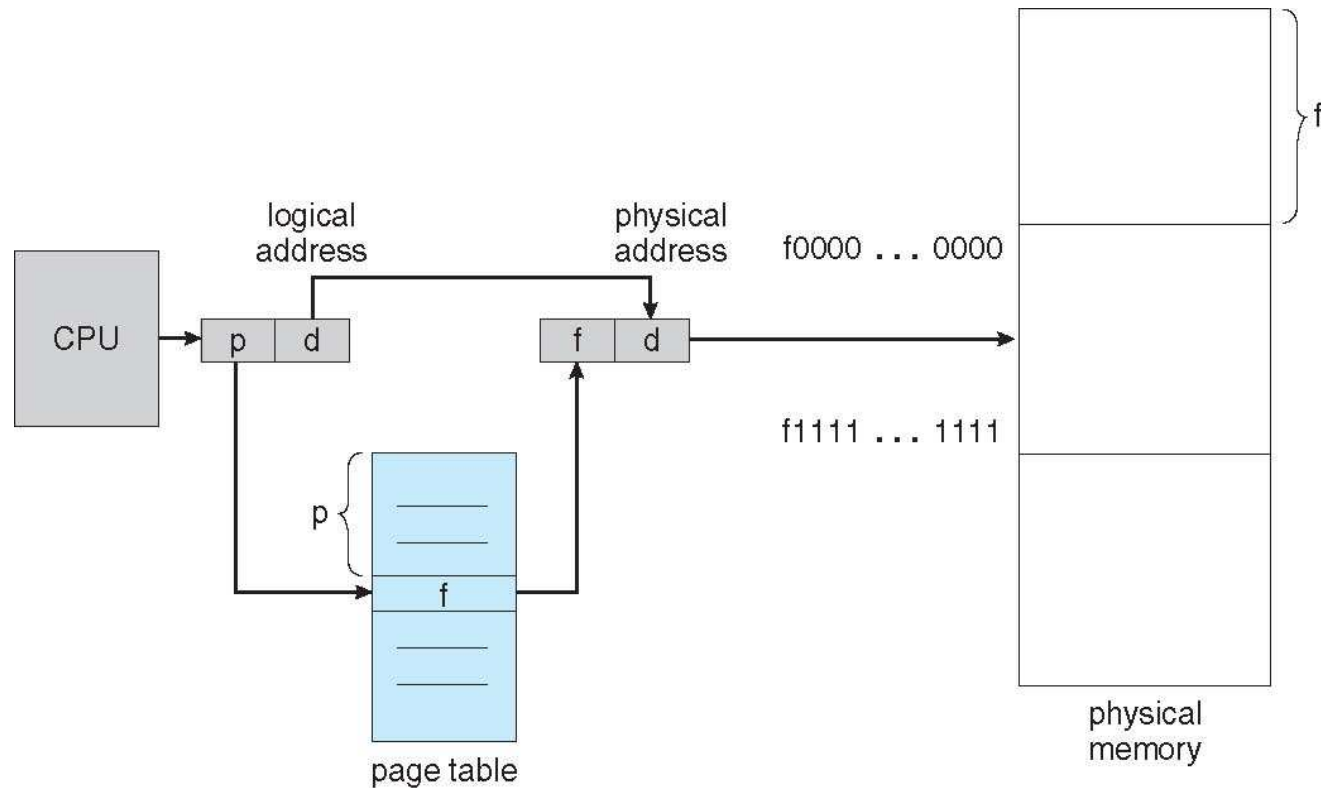 f
logical
address
physical
address
f0000 ... 0000
CPU
p
d
f
d
f1111 ... 1111
p
f
physical
memory
page table